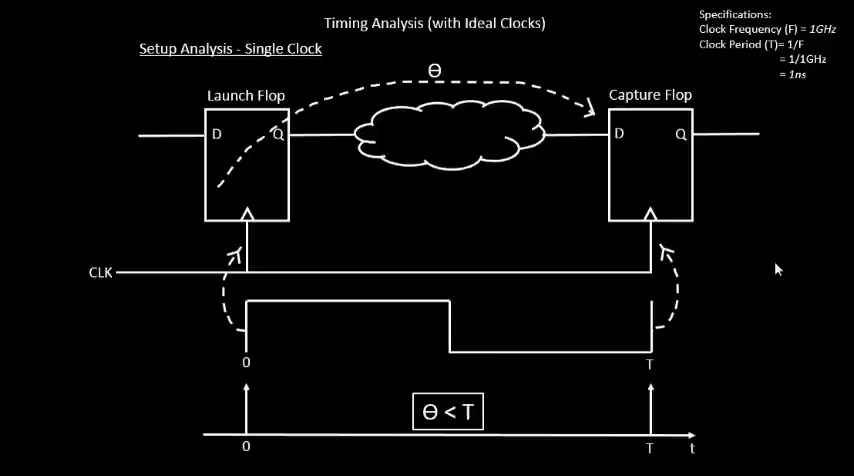 Timing Analysis (with Ideal Clocks)
Specifications:
Clock Frequency (F) = 1GHz
Clock Period (T)= 1/F
= 1/1GHz
= 1ns
Setup Analysis - Single Clock
Ө
Launch Flop
Capture Flop
D
Q
D
Q
CLK
0
T
Ө < T
0
T
t